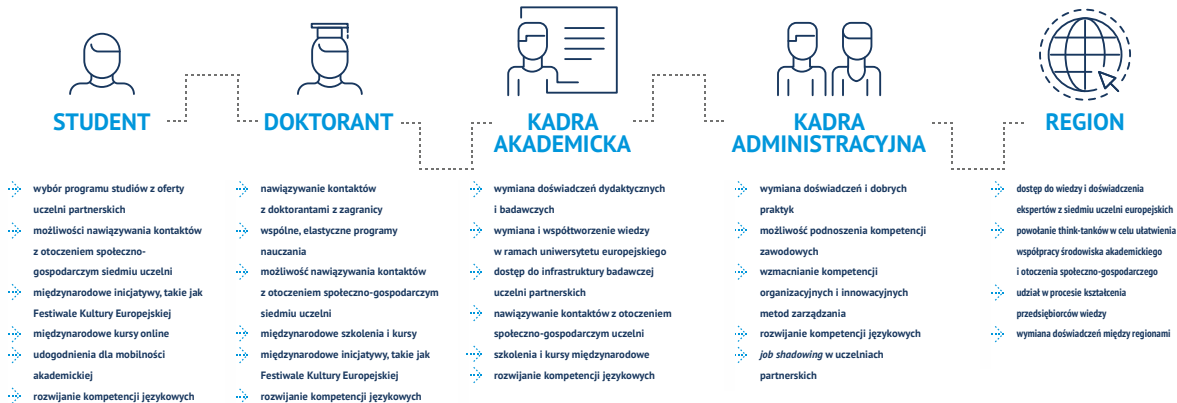 STUDENT
wybór programu studiów z oferty
uczelni partnerskich
możliwości nawiązywania kontaktów
z otoczeniem społeczno-
gospodarczym siedmiu uczelni
międzynarodowe inicjatywy, takie jak
Festiwale Kultury Europejskiej
międzynarodowe kursy online
udogodnienia dla mobilności
akademickiej
rozwijanie kompetencji językowych
DOKTORANT
nawiązywanie kontaktów
z doktorantami z zagranicy
wspólne, elastyczne programy
nauczania
możliwość nawiązywania kontaktów
z otoczeniem społeczno-gospodarczym
siedmiu uczelni
międzynarodowe szkolenia i kursy
międzynarodowe inicjatywy, takie jak
Festiwale Kultury Europejskiej
rozwijanie kompetencji językowych
KADRA
AKADEMICKA
wymiana doświadczeń dydaktycznych
i badawczych
wymiana i współtworzenie wiedzy
w ramach uniwersytetu europejskiego
dostęp do infrastruktury badawczej
uczelni partnerskich
nawiązywanie kontaktów z otoczeniem
społeczno-gospodarczym uczelni
szkolenia i kursy międzynarodowe
rozwijanie kompetencji językowych
KADRA
ADMINISTRACYJNA
wymiana doświadczeń i dobrych
praktyk
możliwość podnoszenia kompetencji
zawodowych
wzmacnianie kompetencji
organizacyjnych i innowacyjnych
metod zarządzania
rozwijanie kompetencji językowych
job shadowing w uczelniach
partnerskich
REGION
dostęp do wiedzy i doświadczenia
ekspertów z siedmiu uczelni europejskich
powołanie think-tanków w celu ułatwienia
współpracy środowiska akademickiego
i otoczenia społeczno-gospodarczego
udział w procesie kształcenia
przedsiębiorców wiedzy
wymiana doświadczeń między regionami